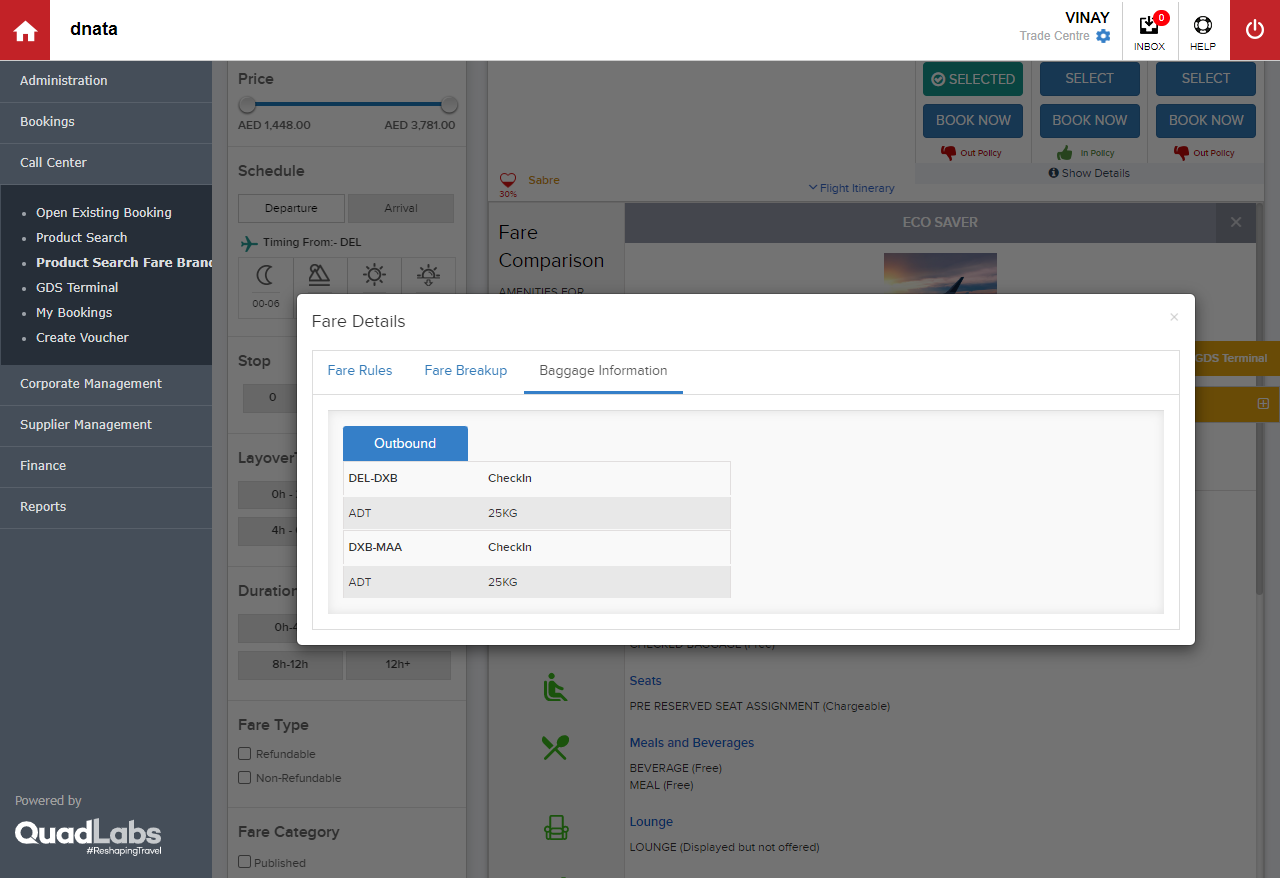 dnata
VINAY
Trade Centre
0
INBOX
HELP
Administration
Bookings
Call Center
Open Existing Booking
Product Search
Product Search Fare Bran
GDS Terminal
My Bookings
Create Voucher
Corporate Management
Supplier Management
Finance
Reports
Powered by
QuadLabs
#ReshapingTravel
Price
AED 1,448.00 AED 3,781.00
Schedule
Departure Arrival
Timing From:- DEL
00-06
Stop
0
Layover
0h -
4h -
Duration
0h-
8h-12h 12h+
Fare Type
Refundable
Non-Refundable
Fare Category
Published
SELECTED SELECT SELECT
BOOK NOW BOOK NOW BOOK NOW
Out Policy In Policy Out Policy
Show Details
30% Sabre
Flight Itinerary
Fare
Comparison
AMENITIES FOR
ECO SAVER
×
GDS Terminal
Fare Details ×
Fare Rules Fare Breakup Baggage Information
Outbound
DEL-DXB CheckIn
ADT 25KG
DXB-MAA CheckIn
ADT 25KG
CHECKED BAGGAGE (Free)
Seats
PRE RESERVED SEAT ASSIGNMENT (Chargeable)
Meals and Beverages
BEVERAGE (Free)
MEAL (Free)
Lounge
LOUNGE (Displayed but not offered)